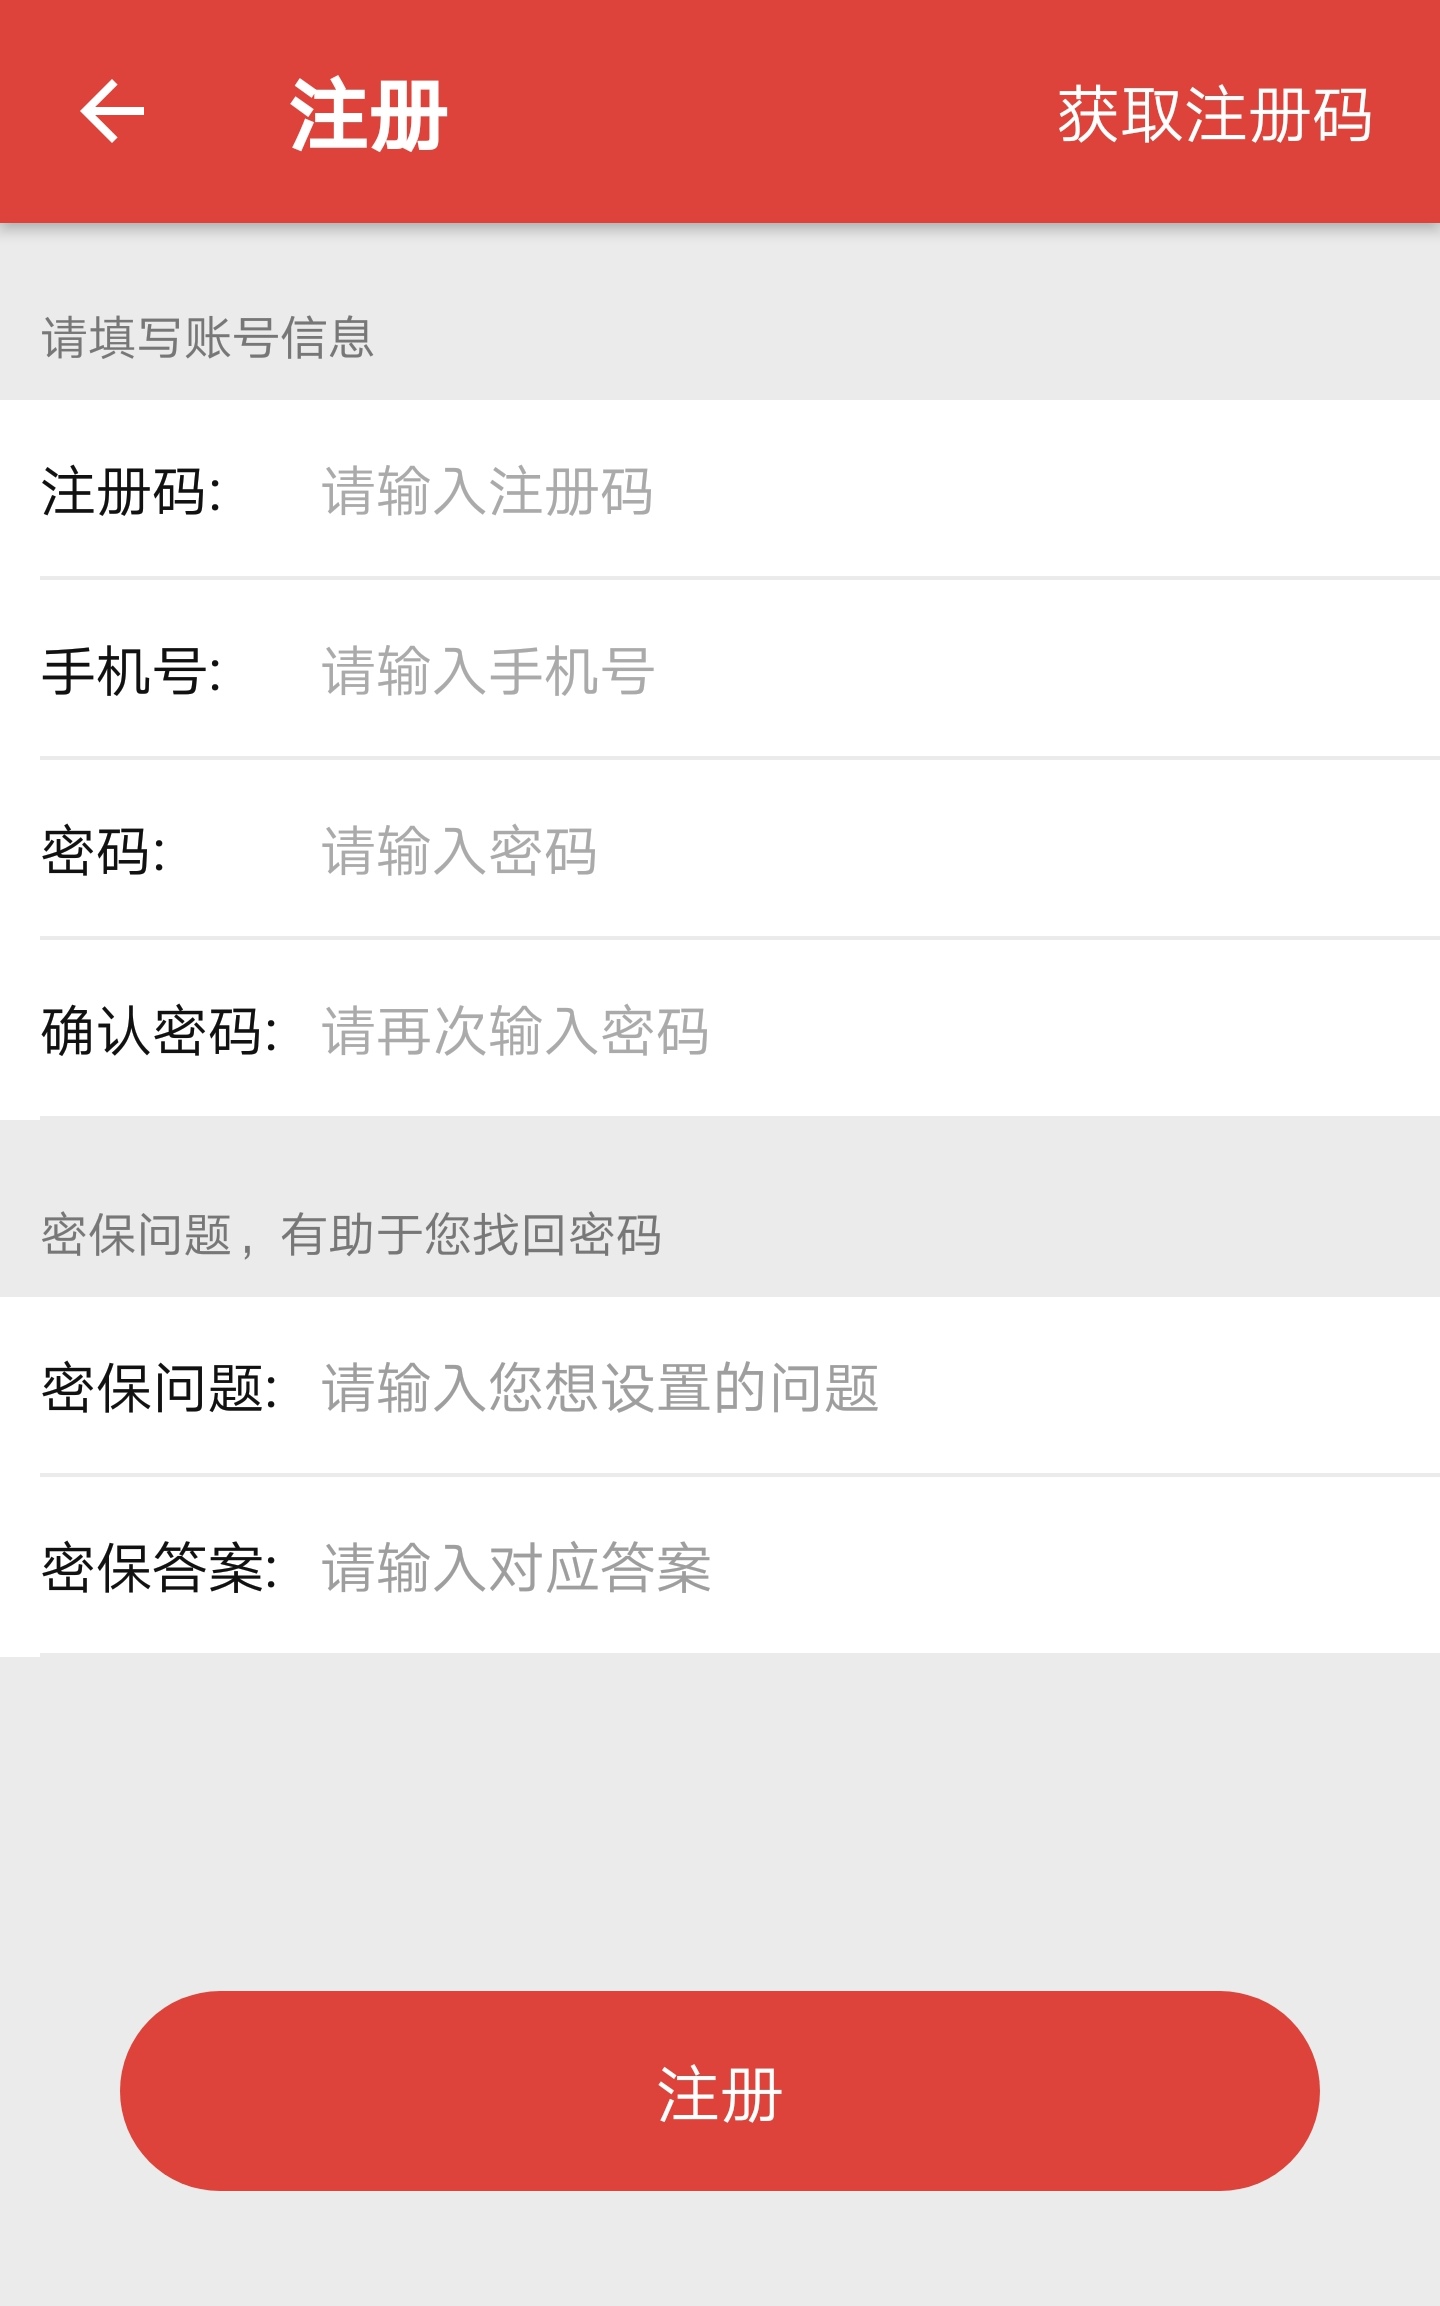 注册 获取注册码
请填写账号信息
注册码: 请输入注册码
手机号: 请输入手机号
密码: 请输入密码
确认密码: 请再次输入密码
密保问题，有助于您找回密码
密保问题: 请输入您想设置的问题
密保答案: 请输入对应答案
注册